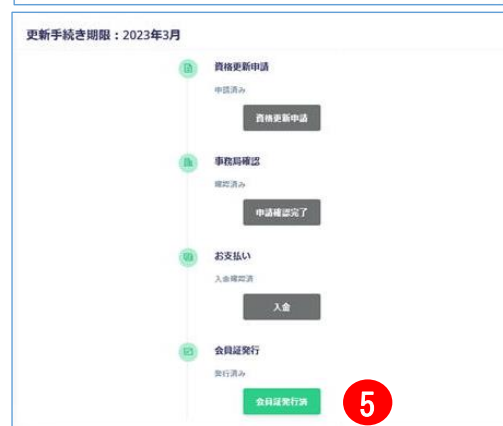 更新手続き期限：2023年3月
資格更新申請
申請済み
資格更新申請
事務局確認
確認済み
申請確認完了
お支払い
入金確認済
入金
会員証発行
発行済み
会員証発行済
5